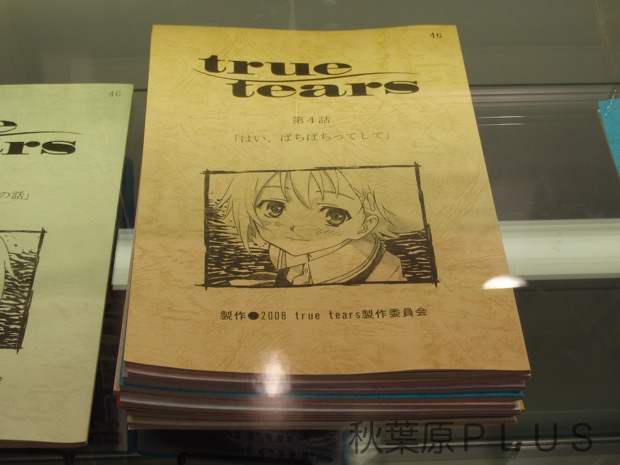 46
true
tears
第4話
「はい、ぱちぱちってして」
製作●2008 true tears製作委員会
46
ue
ars
の話」
秋葉原PLUS